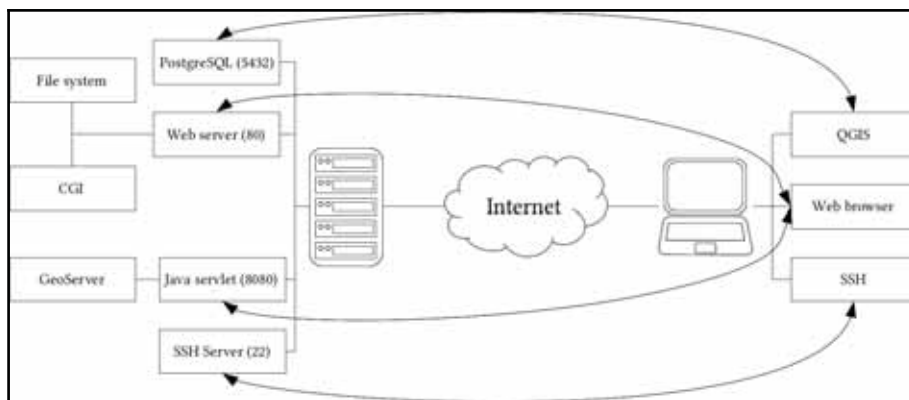 PostgreSQL (5432)
File system
Web server (80)
QGIS
CGI
Internet
Web browser
GeoServer
Java servlet (8080)
SSH
SSH Server (22)